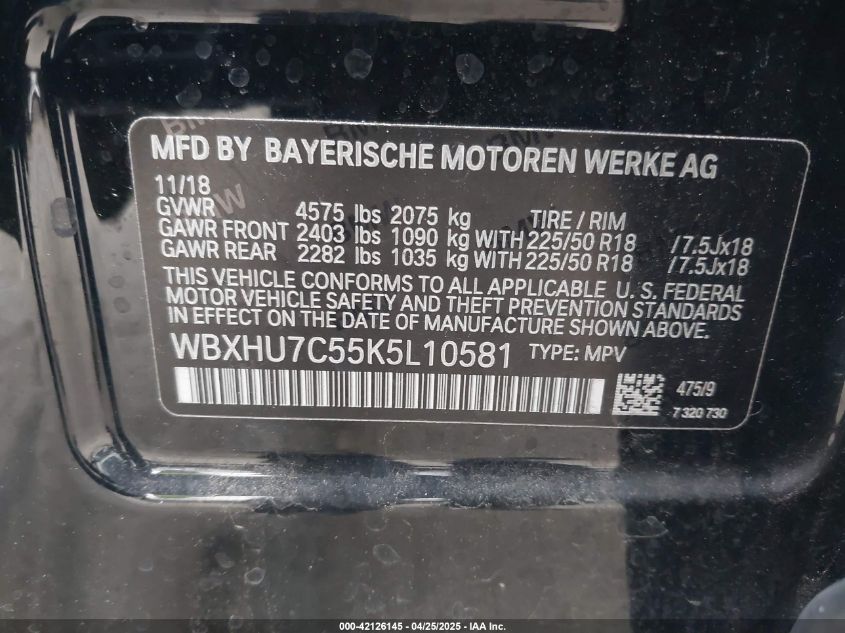 MFD BY BAYERISCHE MOTOREN WERKE AG
11/18
GVWR 4575 lbs 2075 kg TIRE / RIM
GAWR FRONT 2403 lbs 1090 kg WITH 225/50 R18 /7.5Jx18
GAWR REAR 2282 lbs 1035 kg WITH 225/50 R18 /7.5Jx18
THIS VEHICLE CONFORMS TO ALL APPLICABLE U. S. FEDERAL
MOTOR VEHICLE SAFETY AND THEFT PREVENTION STANDARDS
IN EFFECT ON THE DATE OF MANUFACTURE SHOWN ABOVE.
WBXHU7C55K5L10581 TYPE: MPV
475/9
7 320 730
000-42126145 - 04/25/2025 - IAA Inc.